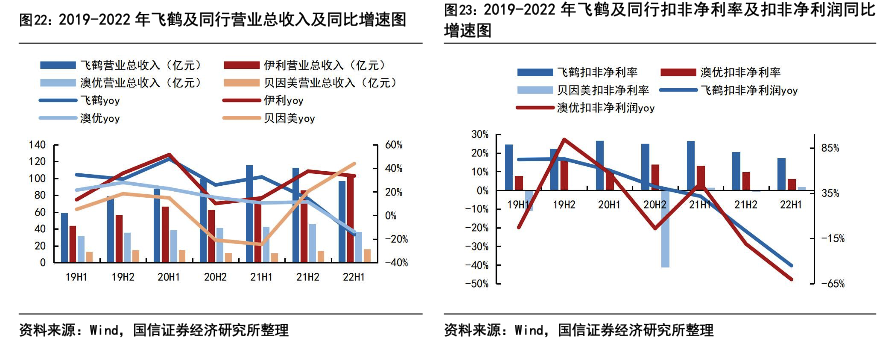 图22：2019-2022 年飞鹤及同行营业总收入及同比增速图
飞鹤营业总收入（亿元） 伊利营业总收入（亿元）
澳优营业总收入（亿元） 贝因美营业总收入（亿元）
飞鹤yoy 伊利yoy
澳优yoy 贝因美yoy
140 60%
120 40%
100
80 20%
60 0%
40
20 -20%
0 -40%
19H1 19H2 20H1 20H2 21H1 21H2 22H1
资料来源：Wind，国信证券经济研究所整理
图23：2019-2022 年飞鹤及同行扣非净利率及扣非净利润同比
增速图
飞鹤扣非净利率 澳优扣非净利率
贝因美扣非净利率 飞鹤扣非净利润yoy
澳优扣非净利润yoy
30%
20% 85%
10%
0% 35%
19H1 19H2 20H1 20H2 21H1 21H2 22H1
-10%
-20%
-30% -15%
-40%
-50% -65%
资料来源：Wind，国信证券经济研究所整理